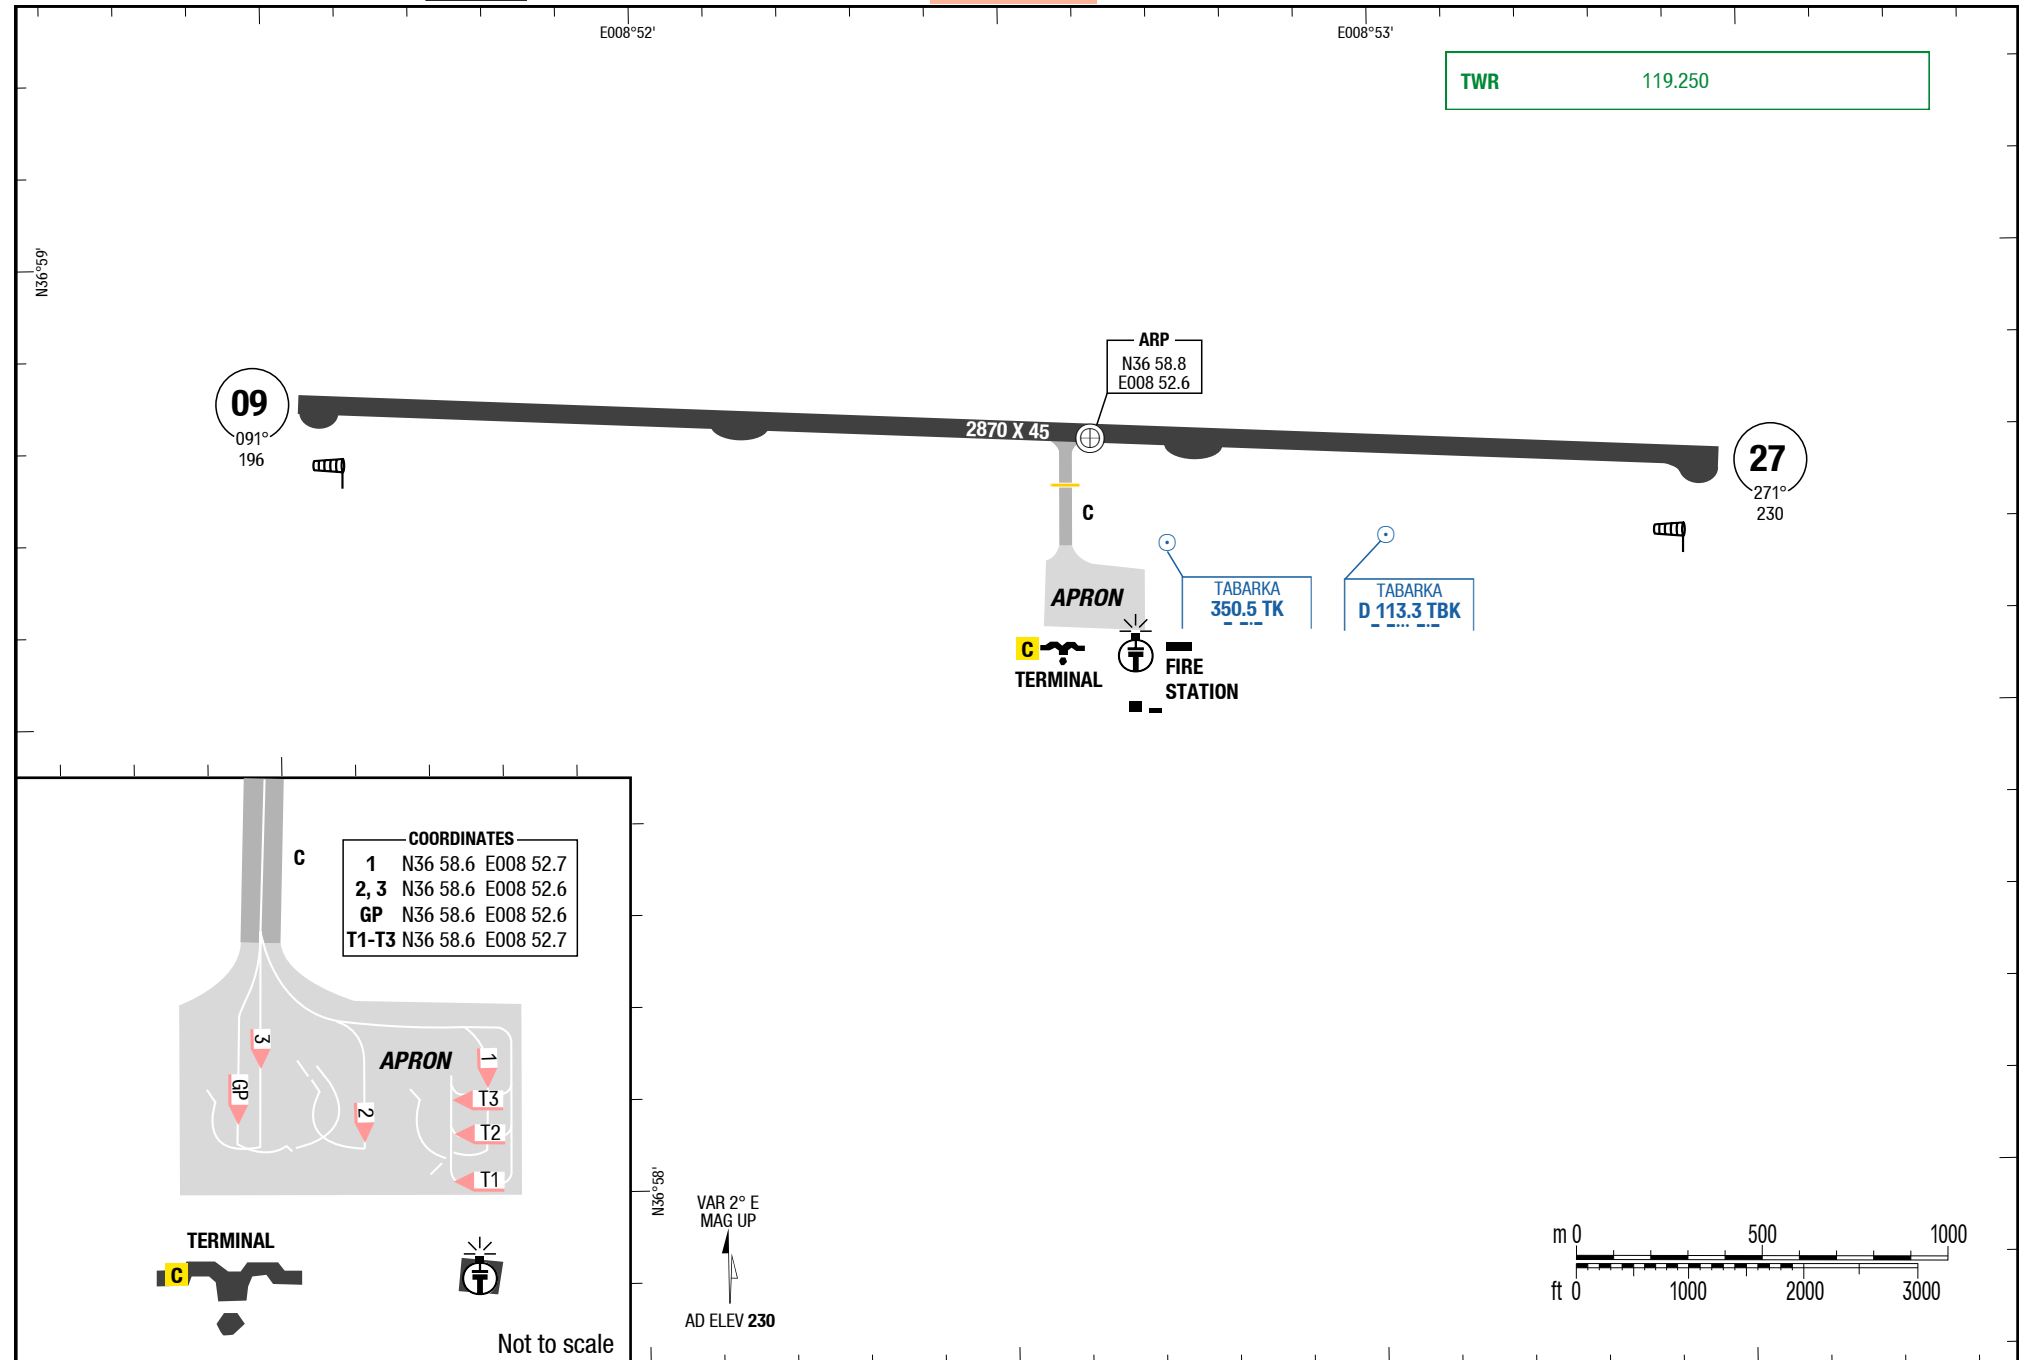 E008°52'
E008°53'
TWR 119.250
N36°59'
ARP
N36 58.8
E008 52.6
09
091°
196
2870 X 45
27
271°
230
C
APRON
TABARKA
350.5 TK
TABARKA
D 113.3 TBK
C
TERMINAL
FIRE
STATION
C
COORDINATES
1 N36 58.6 E008 52.7
2, 3 N36 58.6 E008 52.6
GP N36 58.6 E008 52.6
T1-T3 N36 58.6 E008 52.7
3
APRON
1
GP
T3
2
T2
T1
TERMINAL
C
Not to scale
N36°58'
VAR 2° E
MAG UP
AD ELEV 230
m 0 500 1000
ft 0 1000 2000 3000